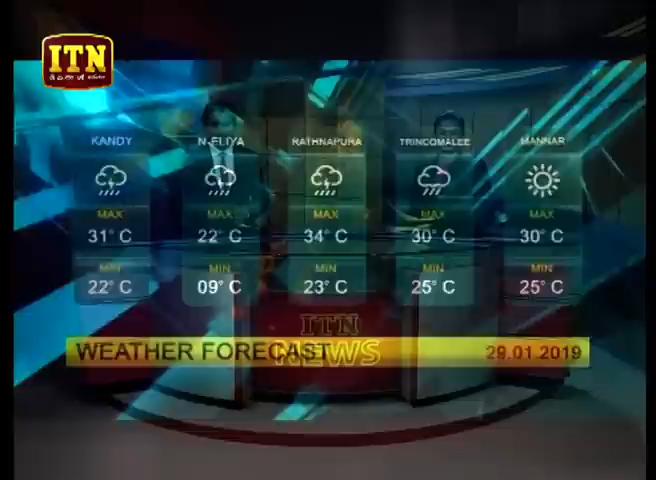 ITN
KANDY N-ELIYA RATHNAPURA TRINCOMALEE MANNAR
MAX MAX MAX MAX MAX
31° C 22° C 34° C 30° C 30° C
MIN MIN MIN MIN MIN
22° C 09° C 23° C 25° C 25° C
ITN
NEWS
WEATHER FORECAST 29.01.2019